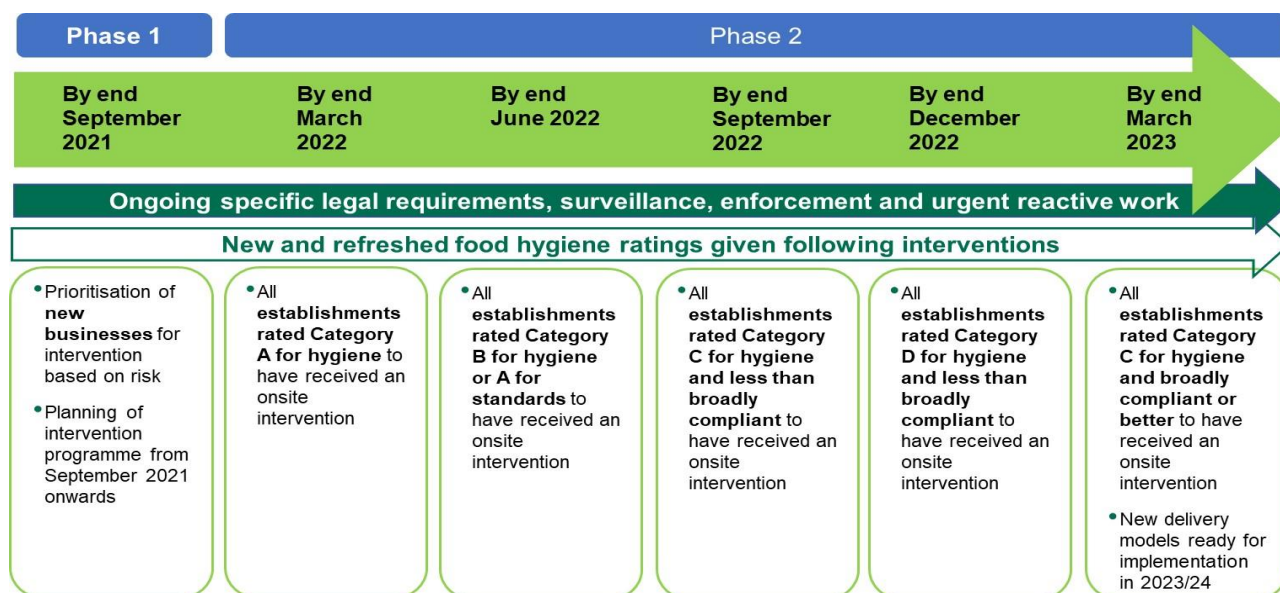 Phase 1
Phase 2
By end
September
2021
By end
March
2022
By end
June 2022
By end
September
2022
By end
December
2022
By end
March
2023
Ongoing specific legal requirements, surveillance, enforcement and urgent reactive work
New and refreshed food hygiene ratings given following interventions
• Prioritisation of
new
businesses for
intervention
based on risk
• Planning of
intervention
programme from
September 2021
onwards
• All
establishments
rated Category
A for hygiene to
have received an
onsite
intervention
• All
establishments
rated Category
B for hygiene
or A for
standards to
have received an
onsite
intervention
• All
establishments
rated Category
C for hygiene
and less than
broadly
compliant to
have received an
onsite
intervention
• All
establishments
rated Category
D for hygiene
and less than
broadly
compliant to
have received an
onsite
intervention
• All
establishments
rated Category
C for hygiene
and broadly
compliant or
better to have
received an
onsite
intervention
• New delivery
models ready for
implementation
in 2023/24